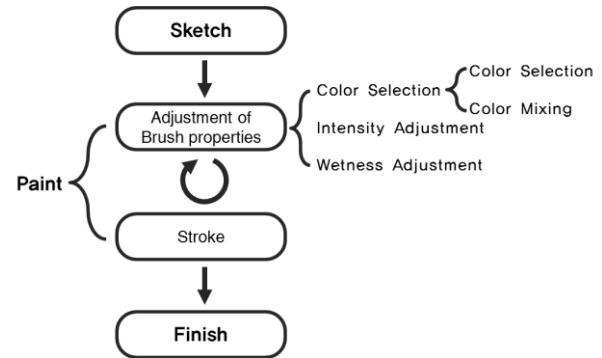 Sketch
Adjustment of
Brush properties
Color Selection
Color Selection
Color Mixing
Intensity Adjustment
Wetness Adjustment
Paint
Stroke
Finish